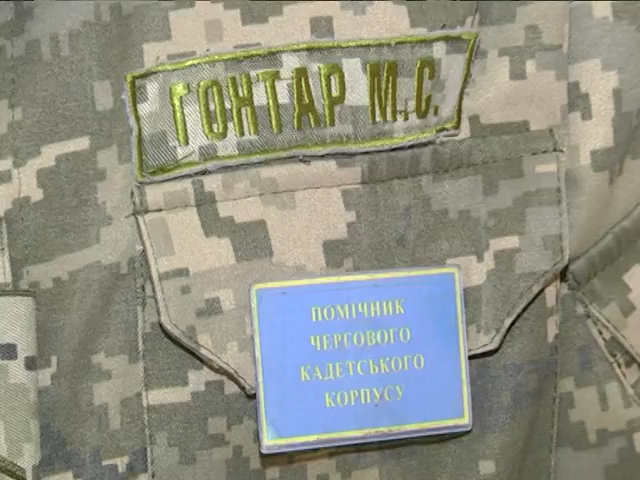 ГОНТАР М.С.
ПОМІЧНИК
ЧЕРГОВОГО
КАДЕТСЬКОГО
КОРПУСУ